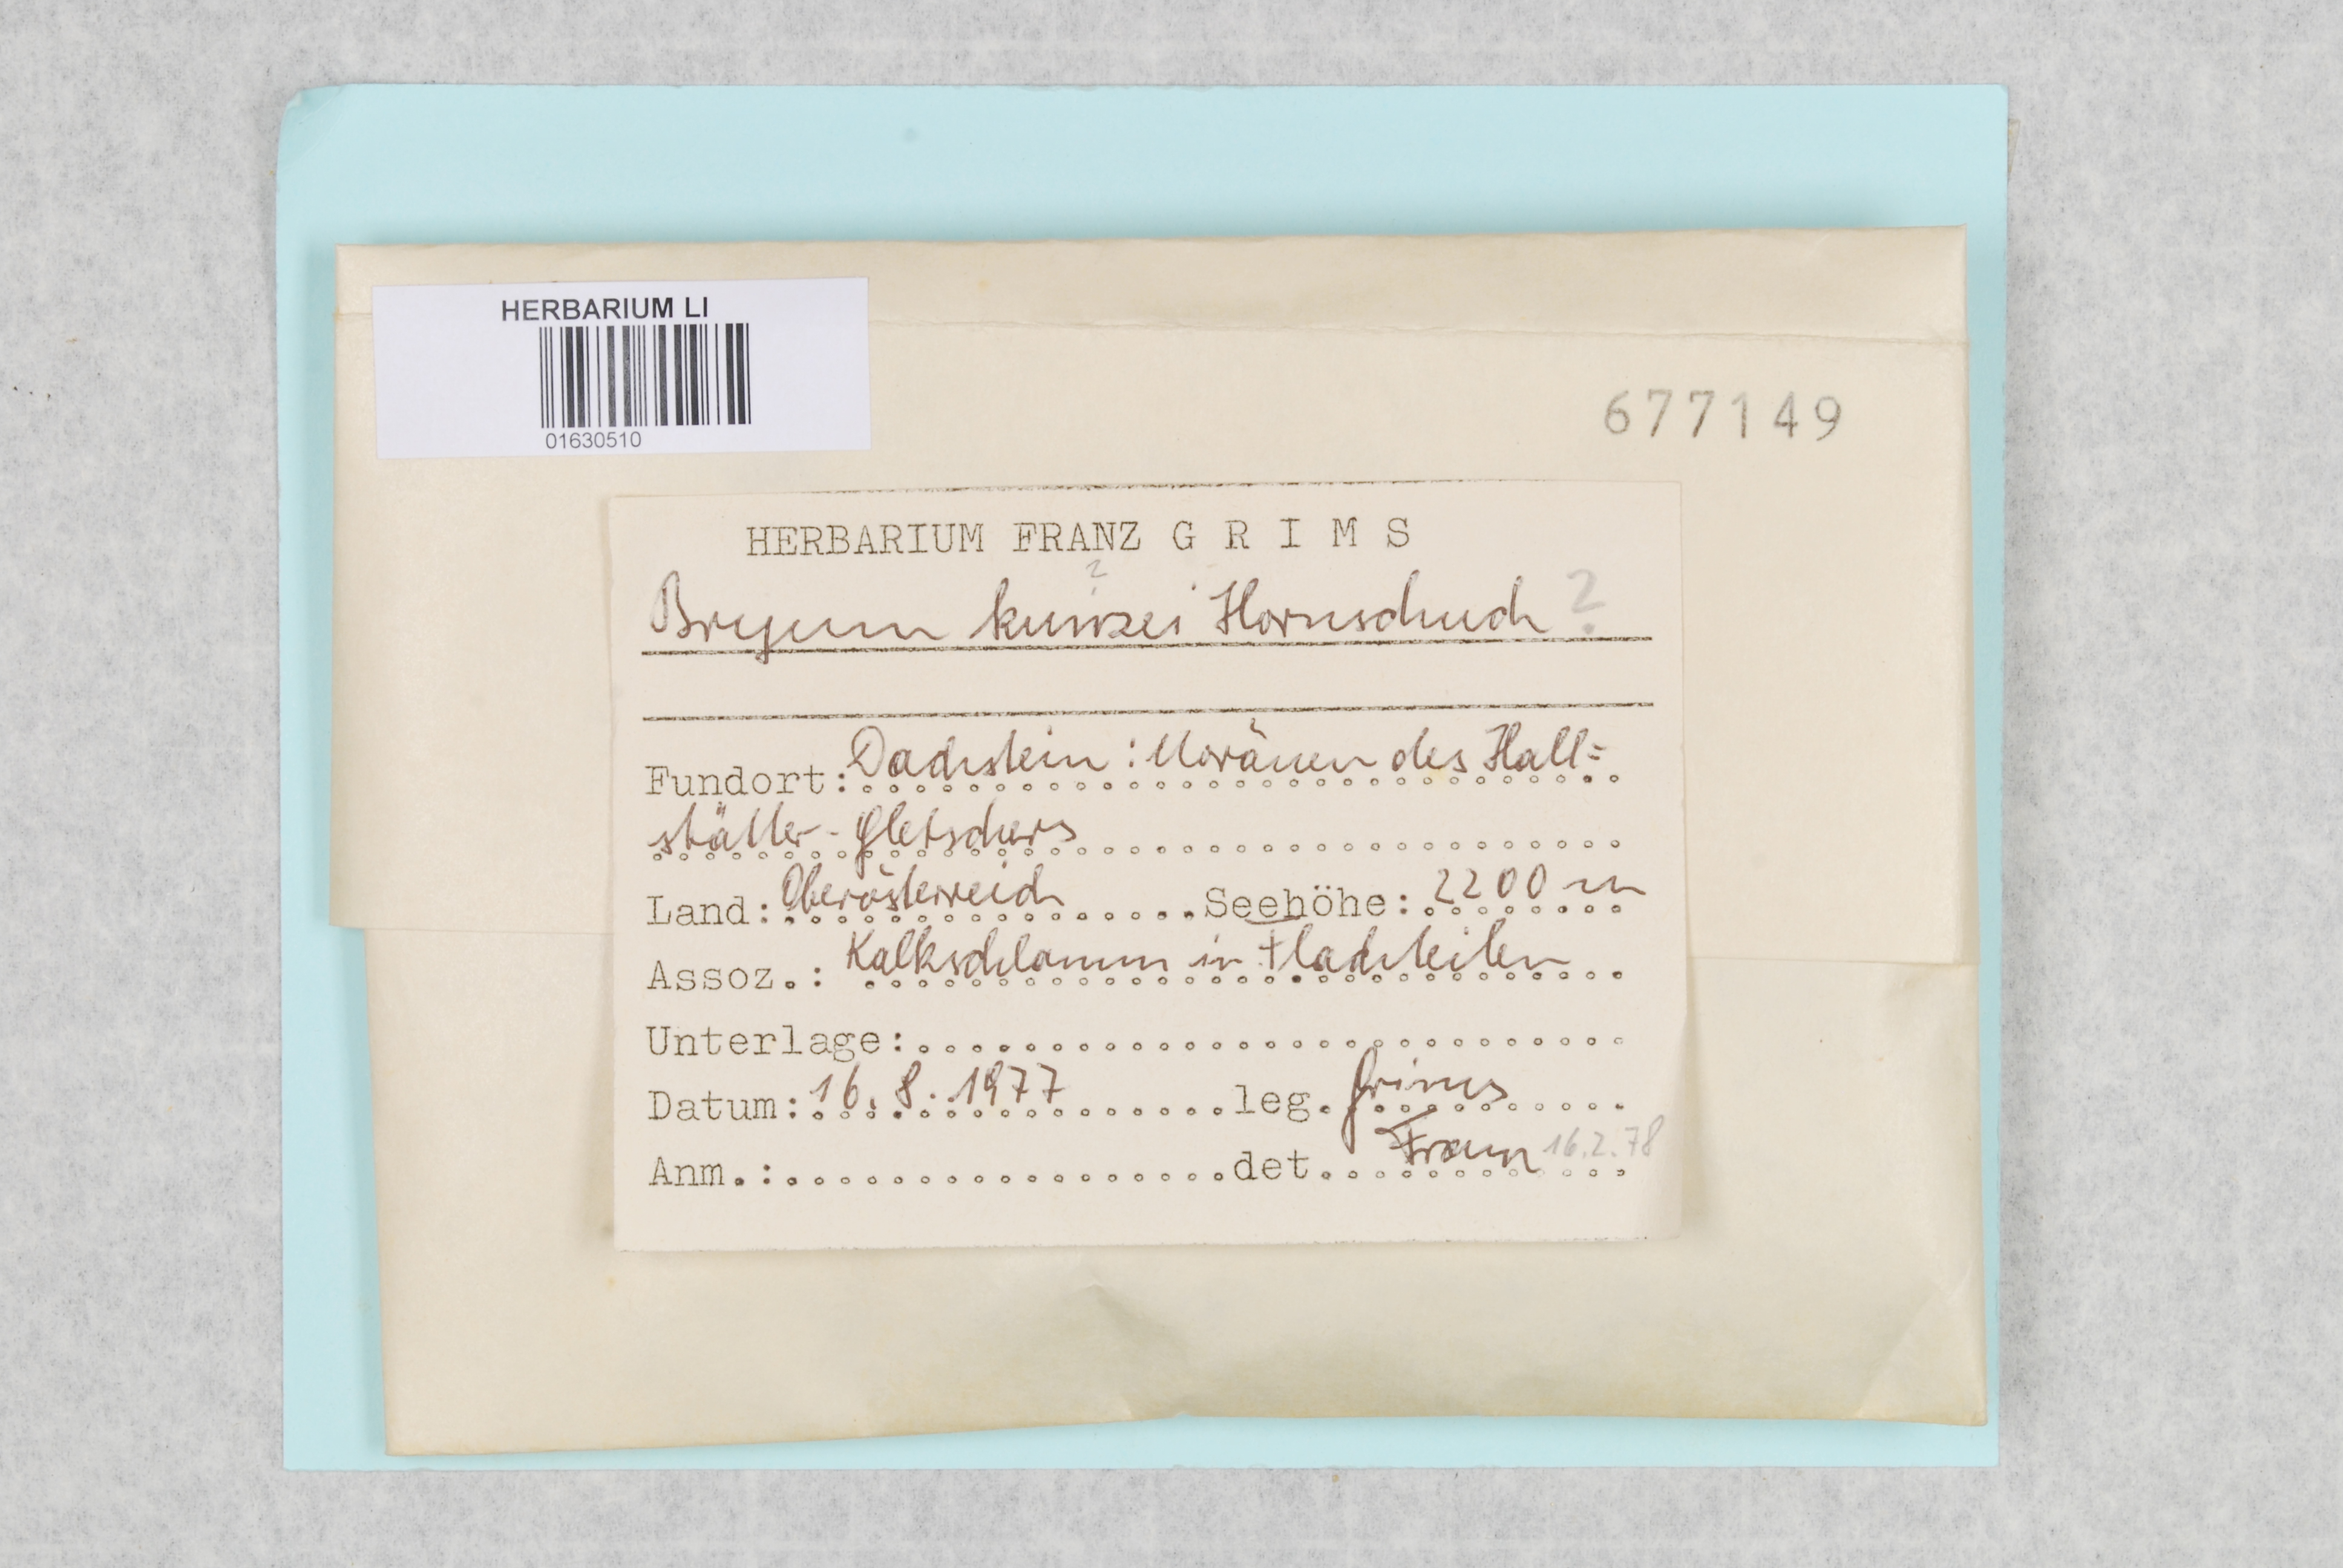 HERBARIUM LI
01630510
677149
HERBARIUM FRANZ G R I M S
?
Bryum kunzei Hornschuch ?
Fundort: Dachstein: Moränen des Hall=
stätter-Gletschers
Land: Oberösterreich Seehöhe: 2200 m
Assoz.: Kalkschlamm in Flachteilen
Unterlage:
Datum: 16. 8. 1977 leg. Grims
Anm.: det. 16.2.78